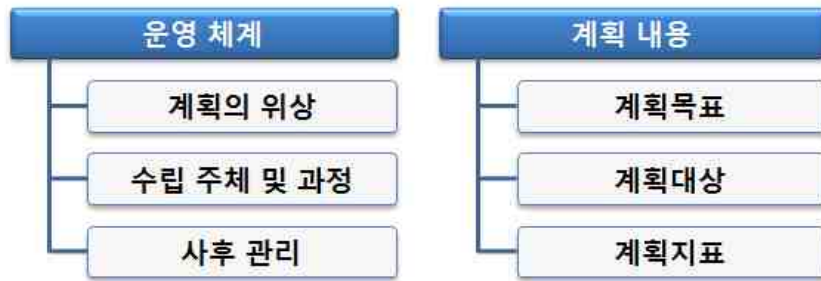 운영 체계
계획의 위상
수립 주체 및 과정
사후 관리
계획 내용
계획목표
계획대상
계획지표